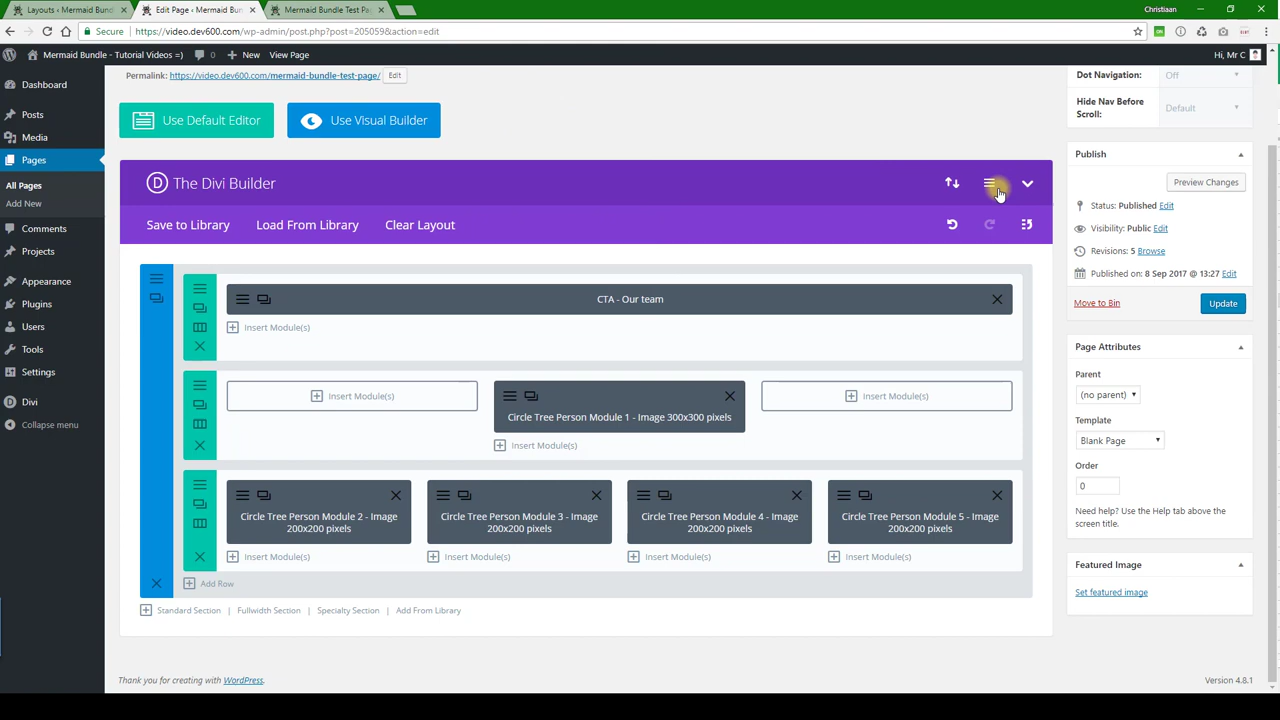 Layouts ‹ Mermaid Bund
Edit Page ‹ Mermaid Bun
Mermaid Bundle Test Pag
Christiaan
Secure
https://video.dev600.com/wp-admin/post.php?post=205059&action=edit
Mermaid Bundle - Tutorial Videos =)
0
New
View Page
Hi, Mr C
Dashboard
Posts
Media
Pages
All Pages
Add New
Comments
Projects
Appearance
Plugins
Users
Tools
Settings
Divi
Collapse menu
Permalink: https://video.dev600.com/mermaid-bundle-test-page/ Edit
Use Default Editor
Use Visual Builder
The Divi Builder
Save to Library
Load From Library
Clear Layout
CTA - Our team
Insert Module(s)
Insert Module(s)
Circle Tree Person Module 1 - Image 300x300 pixels
Insert Module(s)
Insert Module(s)
Circle Tree Person Module 2 - Image
200x200 pixels
Circle Tree Person Module 3 - Image
200x200 pixels
Circle Tree Person Module 4 - Image
200x200 pixels
Circle Tree Person Module 5 - Image
200x200 pixels
Insert Module(s)
Insert Module(s)
Insert Module(s)
Insert Module(s)
Add Row
Standard Section | Fullwidth Section | Specialty Section | Add From Library
Dot Navigation:
Off
Hide Nav Before
Scroll:
Default
Publish
Preview Changes
Status: Published Edit
Visibility: Public Edit
Revisions: 5 Browse
Published on: 8 Sep 2017 @ 13:27 Edit
Move to Bin
Update
Page Attributes
Parent
(no parent)
Template
Blank Page
Order
0
Need help? Use the Help tab above the
screen title.
Featured Image
Set featured image
Thank you for creating with WordPress.
Version 4.8.1